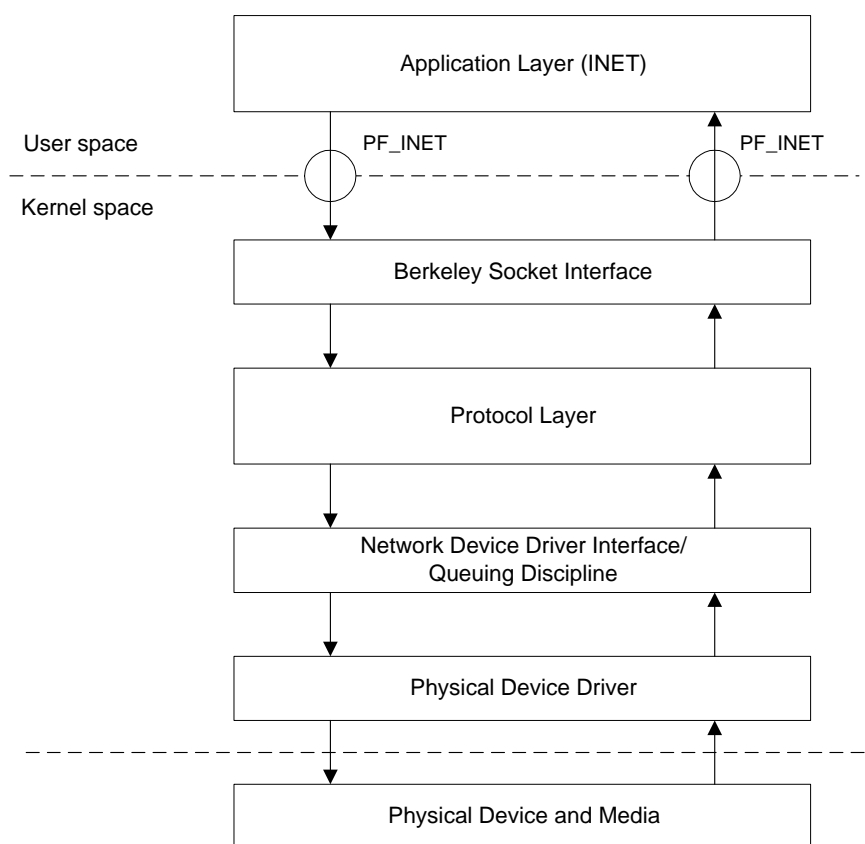 Application Layer (INET)
User space
PF_INET
PF_INET
Kernel space
Berkeley Socket Interface
Protocol Layer
Network Device Driver Interface/
Queuing Discipline
Physical Device Driver
Physical Device and Media